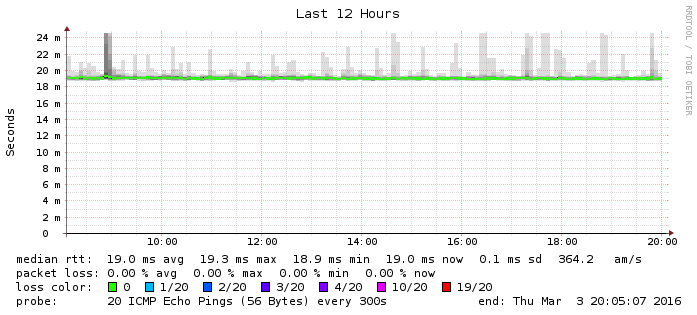 Last 12 Hours
RRDTOOL / TOBI OETIKER
Seconds
24 m
22 m
20 m
18 m
16 m
14 m
12 m
10 m
8 m
6 m
4 m
2 m
0
10:00 12:00 14:00 16:00 18:00 20:00
median rtt: 19.0 ms avg 19.3 ms max 18.9 ms min 19.0 ms now 0.1 ms sd 364.2 am/s
packet loss: 0.00 % avg 0.00 % max 0.00 % min 0.00 % now
loss color: 0 1/20 2/20 3/20 4/20 10/20 19/20
probe: 20 ICMP Echo Pings (56 Bytes) every 300s end: Thu Mar 3 20:05:07 2016